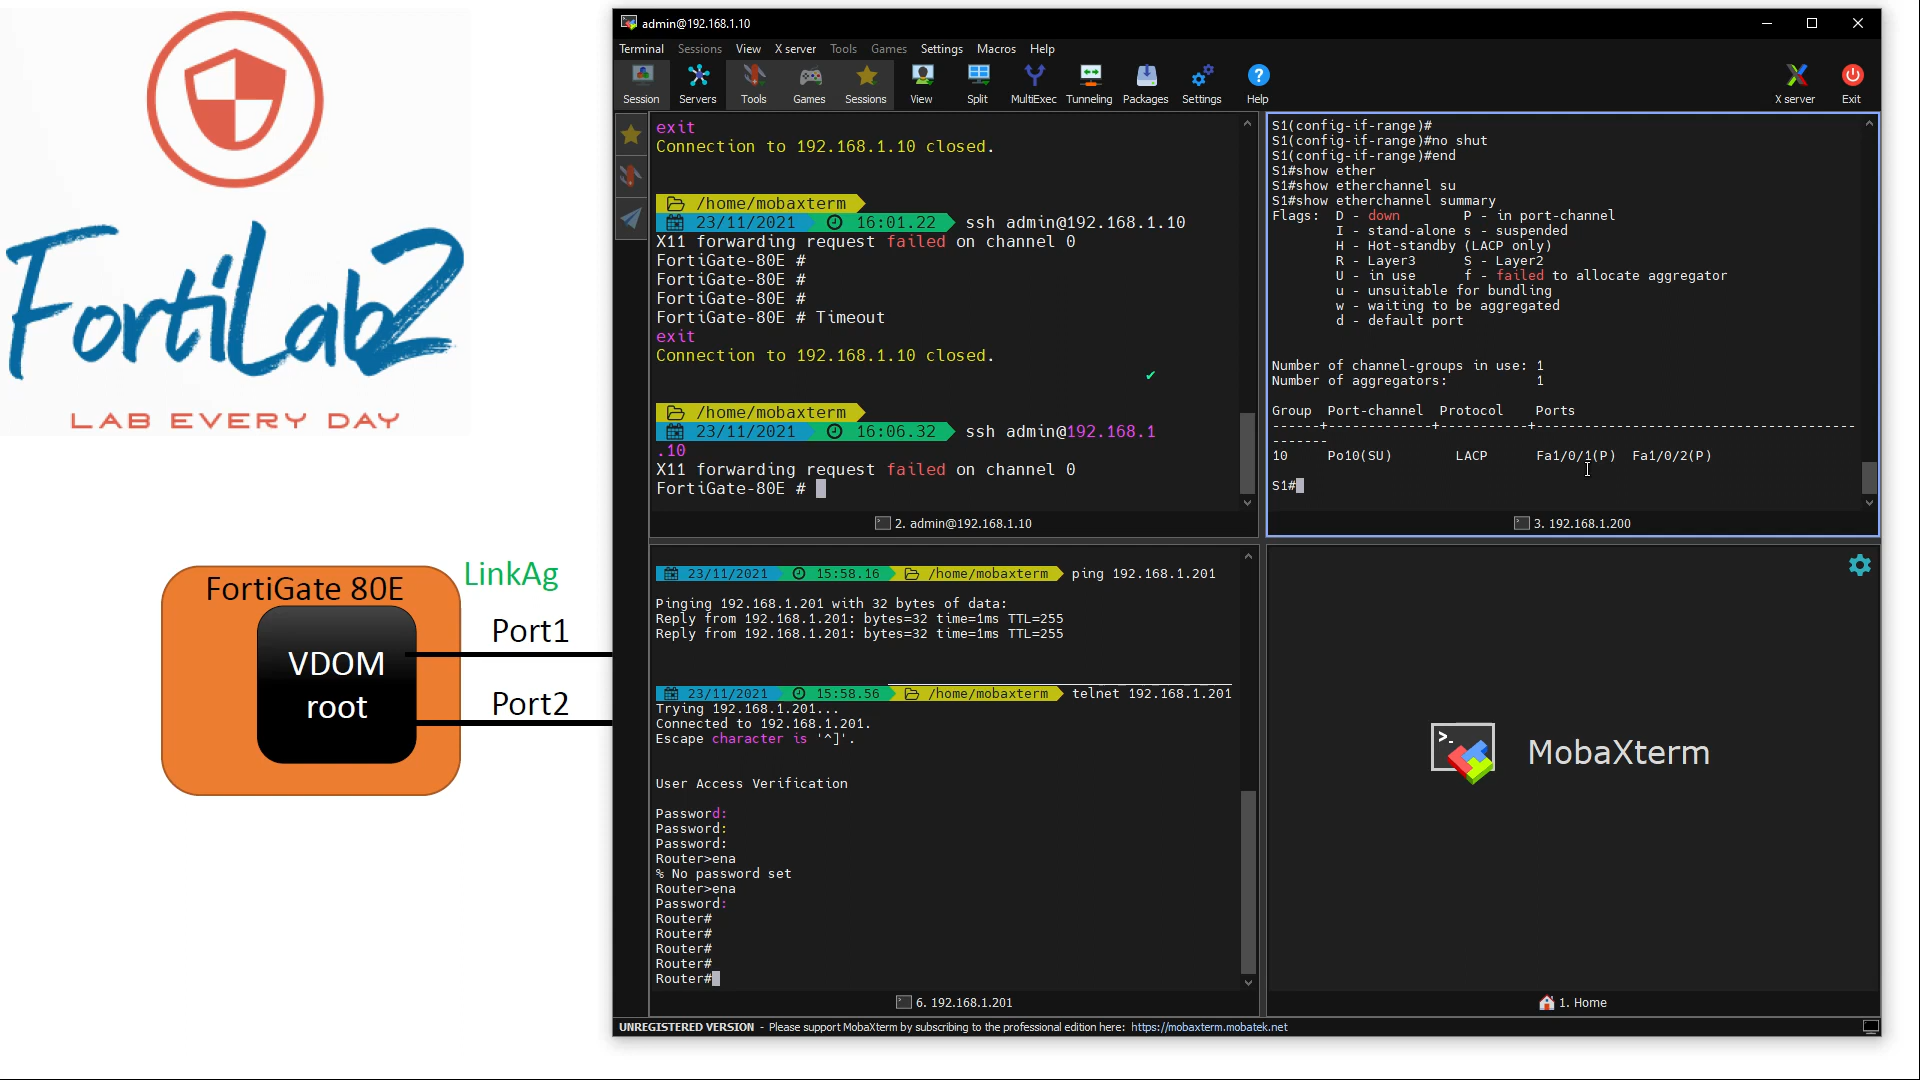 FortiLab2
LAB EVERY DAY
FortiGate 80E
LinkAg
VDOM
root
Port1
Port2
admin@192.168.1.10
Terminal Sessions View X server Tools Games Settings Macros Help
Session Servers Tools Games Sessions View Split MultiExec Tunneling Packages Settings Help X server Exit
exit
Connection to 192.168.1.10 closed.
/home/mobaxterm
23/11/2021 16:01.22 ssh admin@192.168.1.10
X11 forwarding request failed on channel 0
FortiGate-80E #
FortiGate-80E #
FortiGate-80E #
FortiGate-80E # Timeout
exit
Connection to 192.168.1.10 closed.
/home/mobaxterm
23/11/2021 16:06.32 ssh admin@192.168.1
.10
X11 forwarding request failed on channel 0
FortiGate-80E #
2. admin@192.168.1.10
S1(config-if-range)#
S1(config-if-range)#no shut
S1(config-if-range)#end
S1#show ether
S1#show etherchannel su
S1#show etherchannel summary
Flags: D - down P - in port-channel
I - stand-alone s - suspended
H - Hot-standby (LACP only)
R - Layer3 S - Layer2
U - in use f - failed to allocate aggregator
u - unsuitable for bundling
w - waiting to be aggregated
d - default port
Number of channel-groups in use: 1
Number of aggregators: 1
Group Port-channel Protocol Ports
------+-------------+-----------+----------------------------------------
-------
10 Po10(SU) LACP Fa1/0/1(P) Fa1/0/2(P)
S1#
3. 192.168.1.200
23/11/2021 15:58.16 /home/mobaxterm ping 192.168.1.201
Pinging 192.168.1.201 with 32 bytes of data:
Reply from 192.168.1.201: bytes=32 time=1ms TTL=255
Reply from 192.168.1.201: bytes=32 time=1ms TTL=255
23/11/2021 15:58.56 /home/mobaxterm telnet 192.168.1.201
Trying 192.168.1.201...
Connected to 192.168.1.201.
Escape character is '^]'.
User Access Verification
Password:
Password:
Password:
Router>ena
% No password set
Router>ena
Password:
Router#
Router#
Router#
Router#
Router#
6. 192.168.1.201
>_
MobaXterm
1. Home
UNREGISTERED VERSION - Please support MobaXterm by subscribing to the professional edition here: https://mobaxterm.mobatek.net